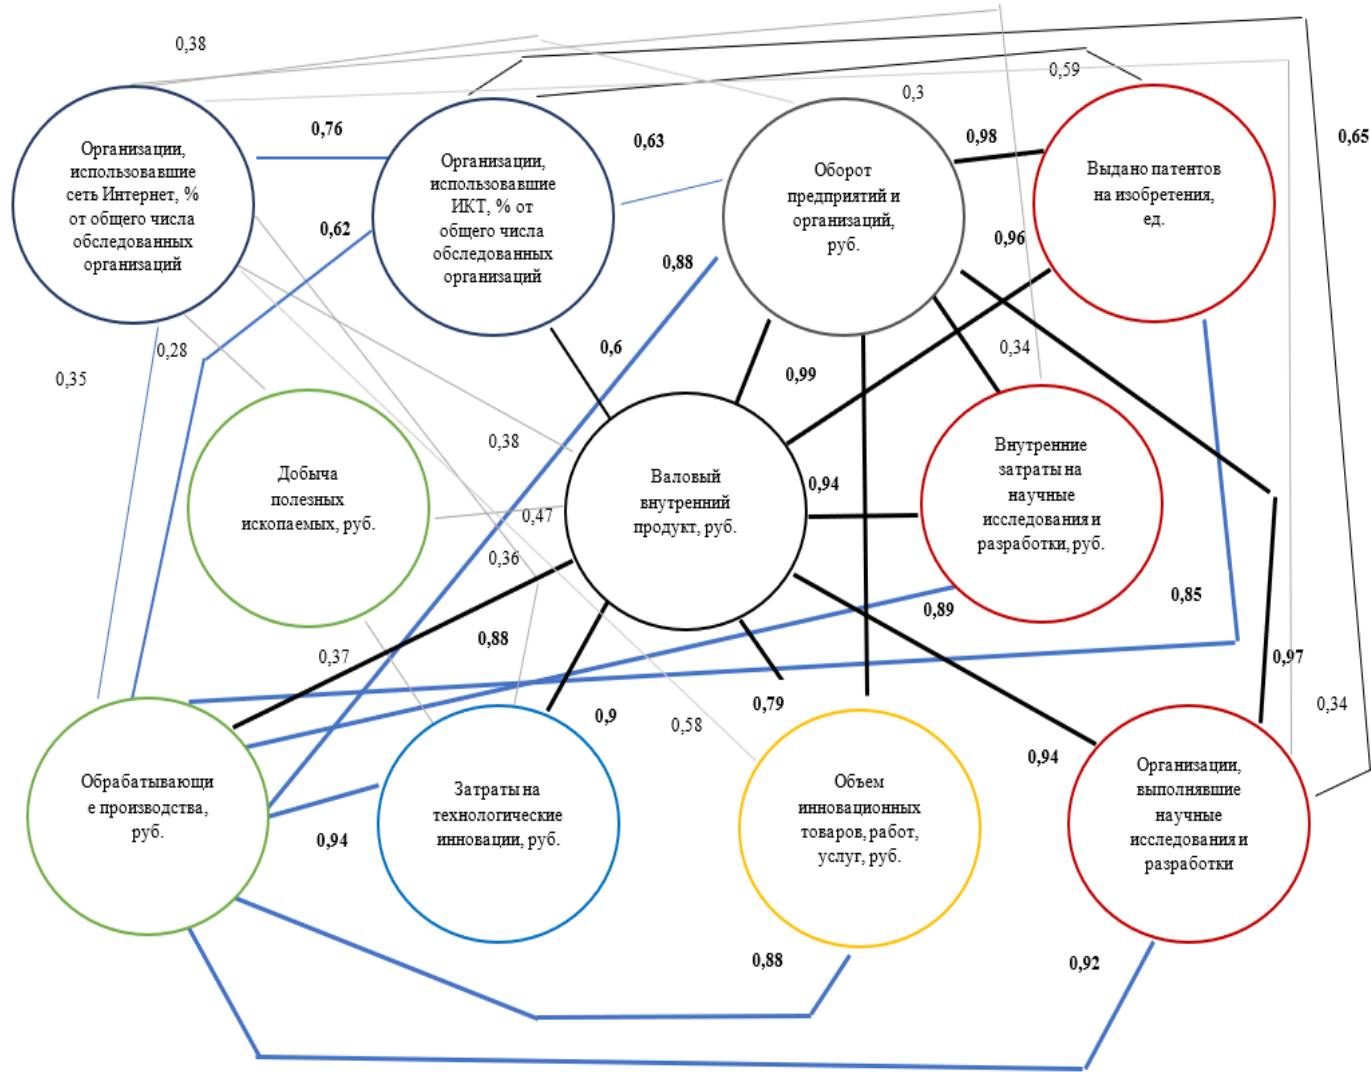 0,38
0,59
0,3
0,76
0,63
0,98
0,65
Организации,
использовавшие
сеть Интернет, %
от общего числа
обследованных
организаций
Организации,
использовавшие
ИКТ, % от
общего числа
обследованных
организаций
Оборот
предприятий и
организаций,
руб.
Выдано патентов
на изобретения,
ед.
0,62
0,88
0,96
0,28
0,35
0,6
0,99
0,34
0,38
0,94
0,47
0,36
Добыча
полезных
ископаемых, руб.
Валовый
внутренний
продукт, руб.
Внутренние
затраты на
научные
исследования и
разработки, руб.
0,89
0,85
0,88
0,37
0,97
0,9
0,58
0,79
0,34
0,94
Обрабатывающи
е производства,
руб.
Затраты на
технологические
инновации, руб.
Объем
инновационных
товаров, работ,
услуг, руб.
Организации,
выполнявшие
научные
исследования и
разработки
0,94
0,88
0,92